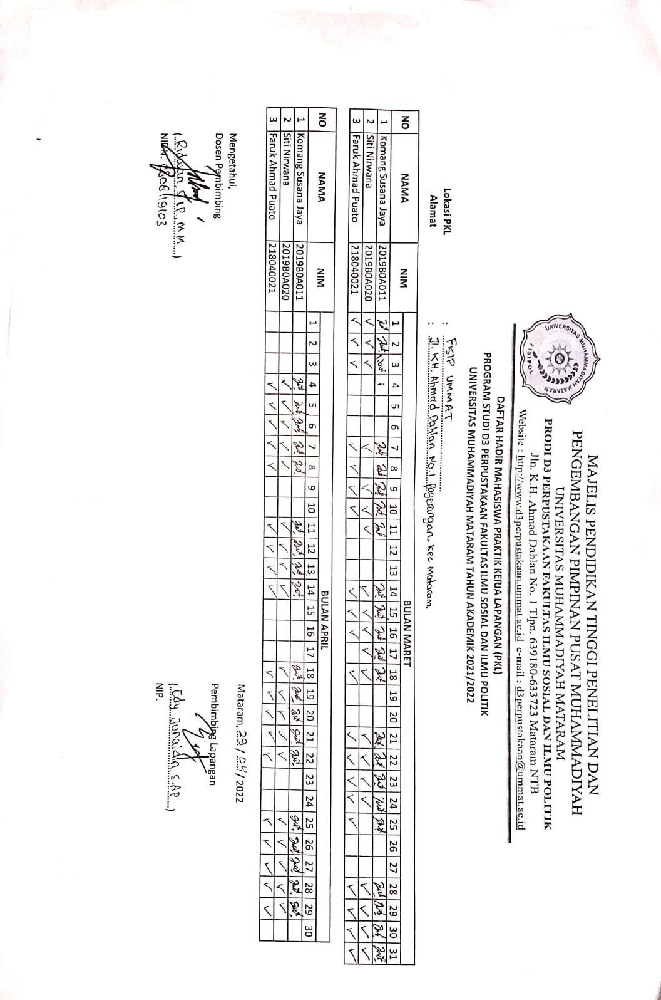 MAJELIS PENDIDIKAN TINGGI PENELITIAN DAN
PENGEMBANGAN PIMPINAN PUSAT MUHAMMADIYAH
UNIVERSITAS MUHAMMADIYAH MATARAM
PRODI D3 PERPUSTAKAAN FAKULTAS ILMU SOSIAL DAN ILMU POLITIK
Jln. K.H. Ahmad Dahlan No. 1 Tlpn. 639180-633723 Mataram NTB
Website : http://www.d3perpustakaan.ummat.ac.id e-mail : d3perpustakaan@ummat.ac.id
UNIVERSITAS MUHAMMADIYAH MATARAM
FISIPOL
DAFTAR HADIR MAHASISWA PRAKTIK KERJA LAPANGAN (PKL)
PROGRAM STUDI D3 PERPUSTAKAAN FAKULTAS ILMU SOSIAL DAN ILMU POLITIK
UNIVERSITAS MUHAMMADIYAH MATARAM TAHUN AKADEMIK 2021/2022
Lokasi PKL : FISIP UMMAT
Alamat : Jl. KH. Ahmad Dahlan No.1 Pagerangan, Kec Mataram.
NO NAMA NIM BULAN MARET
1 2 3 4 5 6 7 8 9 10 11 12 13 14 15 16 17 18 19 20 21 22 23 24 25 26 27 28 29 30 31
1 Komang Susana Jaya 2019B0A011
2 Siti Nirwana 2019B0A020 ✓ ✓ ✓ ✓ ✓ ✓ ✓ ✓ ✓ ✓ ✓ ✓ ✓ ✓ ✓ ✓ ✓ ✓ ✓ ✓
3 Faruk Ahmad Puato 218040021 ✓ ✓ ✓ ✓ ✓ ✓ ✓ ✓ ✓ ✓ ✓ ✓ ✓ ✓ ✓ ✓ ✓ ✓ ✓ ✓
NO NAMA NIM BULAN APRIL
1 2 3 4 5 6 7 8 9 10 11 12 13 14 15 16 17 18 19 20 21 22 23 24 25 26 27 28 29 30
1 Komang Susana Jaya 2019B0A011
2 Siti Nirwana 2019B0A020 ✓ ✓ ✓ ✓ ✓ ✓ ✓ ✓ ✓ ✓ ✓ ✓ ✓ ✓ ✓ ✓ ✓ ✓ ✓
3 Faruk Ahmad Puato 218040021 ✓ ✓ ✓ ✓ ✓ ✓ ✓ ✓ ✓ ✓ ✓ ✓ ✓ ✓ ✓ ✓ ✓ ✓ ✓
Mengetahui,
Dosen Pembimbing
(Ridwan, S.IP., M.M)
NIDN.
Mataram, 29/04/2022
Pembimbing Lapangan
(Edy Junaidin S.AP)
NIP.